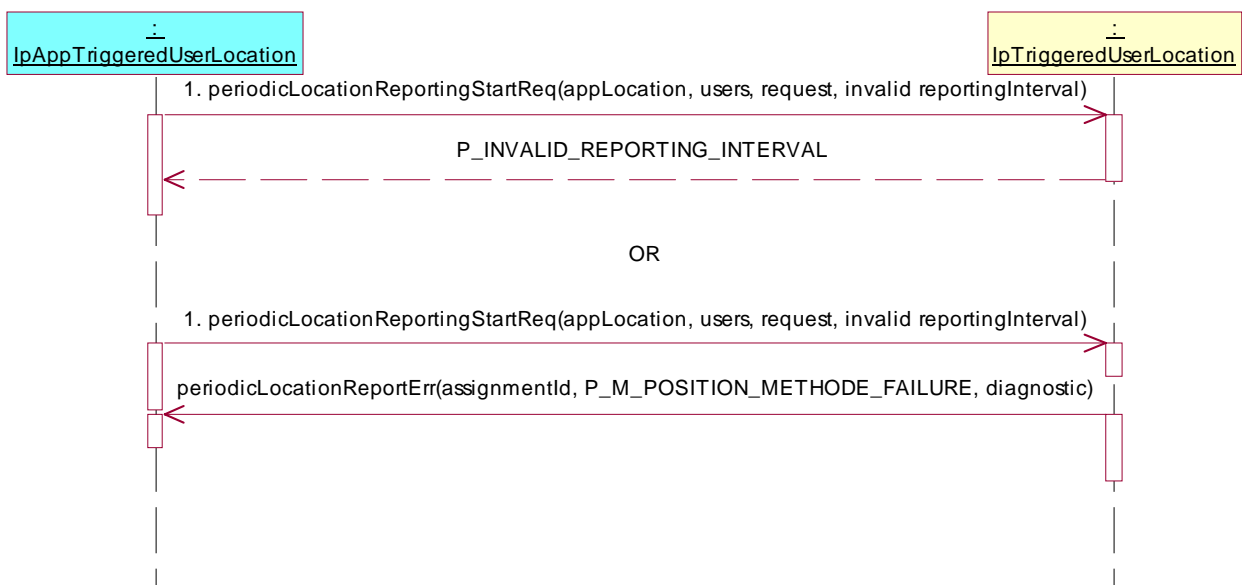 :
IpAppTriggeredUserLocation
:
IpTriggeredUserLocation
1. periodicLocationReportingStartReq(appLocation, users, request, invalid reportingInterval)
P_INVALID_REPORTING_INTERVAL
OR
1. periodicLocationReportingStartReq(appLocation, users, request, invalid reportingInterval)
periodicLocationReportErr(assignmentId, P_M_POSITION_METHODE_FAILURE, diagnostic)